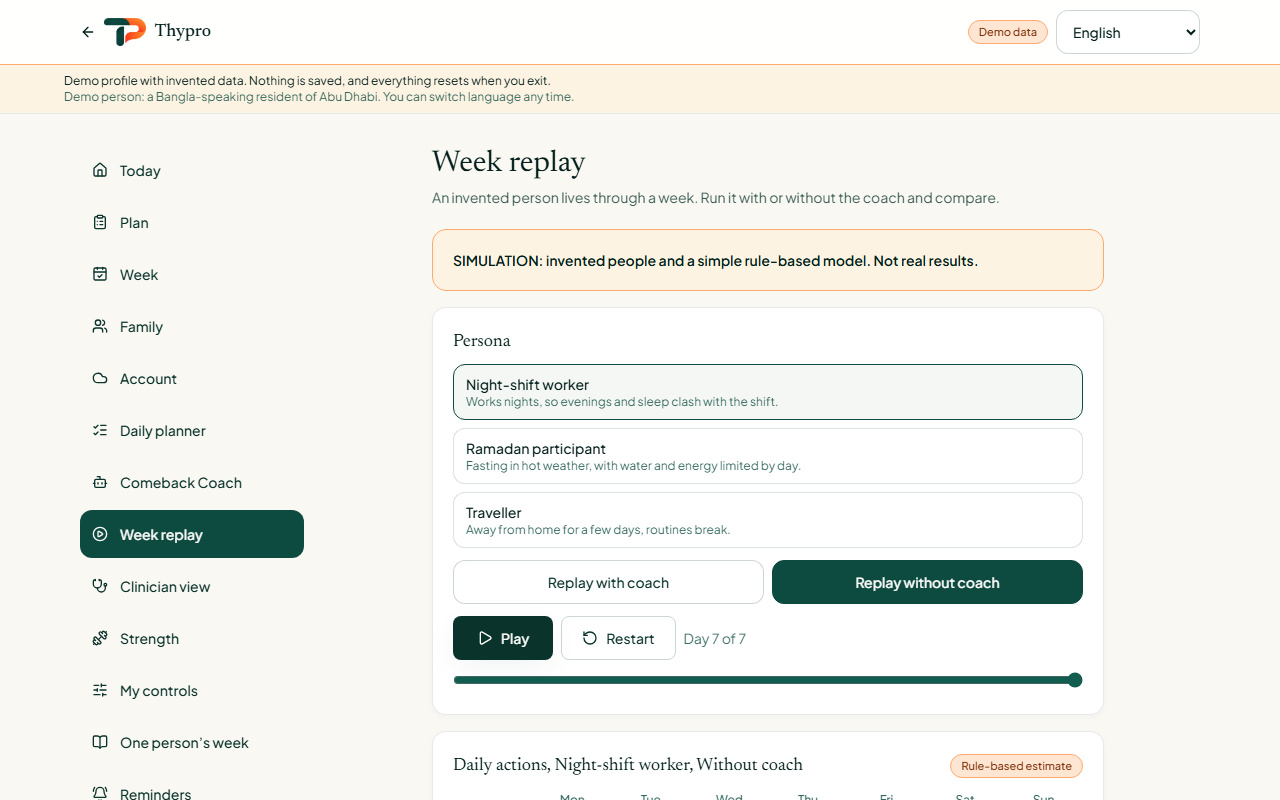 Thypro
Demo data
English
Demo profile with invented data. Nothing is saved, and everything resets when you exit.
Demo person: a Bangla-speaking resident of Abu Dhabi. You can switch language any time.
Today
Plan
Week
Family
Account
Daily planner
Comeback Coach
Week replay
Clinician view
Strength
My controls
One person's week
Reminders
Week replay
An invented person lives through a week. Run it with or without the coach and compare.
SIMULATION: invented people and a simple rule-based model. Not real results.
Persona
Night-shift worker
Works nights, so evenings and sleep clash with the shift.
Ramadan participant
Fasting in hot weather, with water and energy limited by day.
Traveller
Away from home for a few days, routines break.
Replay with coach
Replay without coach
Play
Restart
Day 7 of 7
Daily actions, Night-shift worker, Without coach
Rule-based estimate
Mon Tue Wed Thu Fri Sat Sun